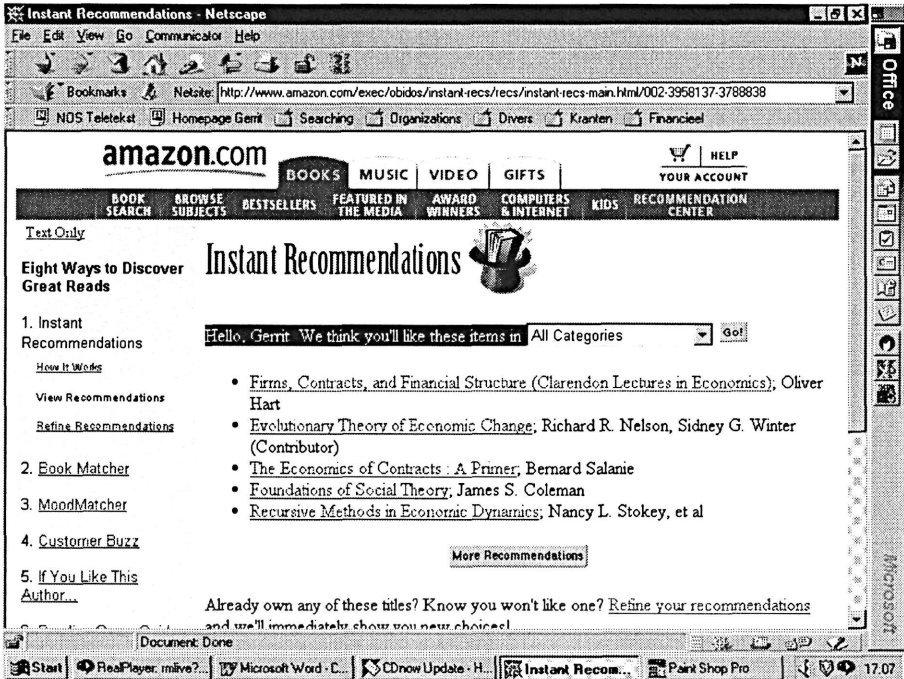 Instant Recommendations - Netscape
File Edit View Go Communicator Help
N
Bookmarks Netsite: http://www.amazon.com/exec/obidos/instant-recs/recs/instant-recs-main.html/002-3958137-3788838
NOS Teletekst Homepage Gerrit Searching Organizations Divers Kranten Financieel
Office
amazon.com
BOOKS MUSIC VIDEO GIFTS
HELP
YOUR ACCOUNT
BOOK SEARCH BROWSE SUBJECTS BESTSELLERS FEATURED IN THE MEDIA AWARD WINNERS COMPUTERS & INTERNET KIDS RECOMMENDATION CENTER
Text Only
Eight Ways to Discover
Great Reads
1. Instant
Recommendations
How It Works
View Recommendations
Refine Recommendations
2. Book Matcher
3. MoodMatcher
4. Customer Buzz
5. If You Like This
Author...
Instant Recommendations
Hello, Gerrit. We think you'll like these items in All Categories Go!
• Firms, Contracts, and Financial Structure (Clarendon Lectures in Economics); Oliver
Hart
• Evolutionary Theory of Economic Change; Richard R. Nelson, Sidney G. Winter
(Contributor)
• The Economics of Contracts : A Primer; Bernard Salanie
• Foundations of Social Theory; James S. Coleman
• Recursive Methods in Economic Dynamics; Nancy L. Stokey, et al
More Recommendations
Already own any of these titles? Know you won't like one? Refine your recommendations
and we'll immediately show you new choices!
Microsoft
Document: Done
Start RealPlayer: mlive?... Microsoft Word - C... CDnow Update - H... Instant Recom... Paint Shop Pro 17:07